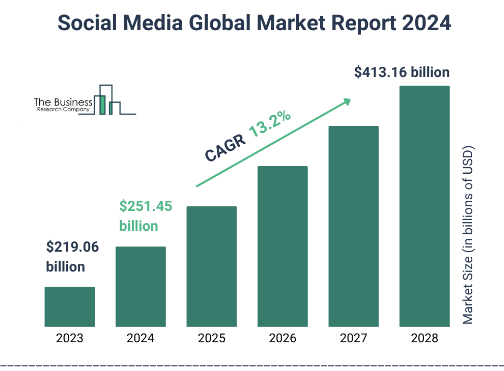 Social Media Global Market Report 2024
$413.16 billion
The Business
Research Company
CAGR 13.2%
$251.45
billion
$219.06
billion
Market Size (in billions of USD)
2023 2024 2025 2026 2027 2028